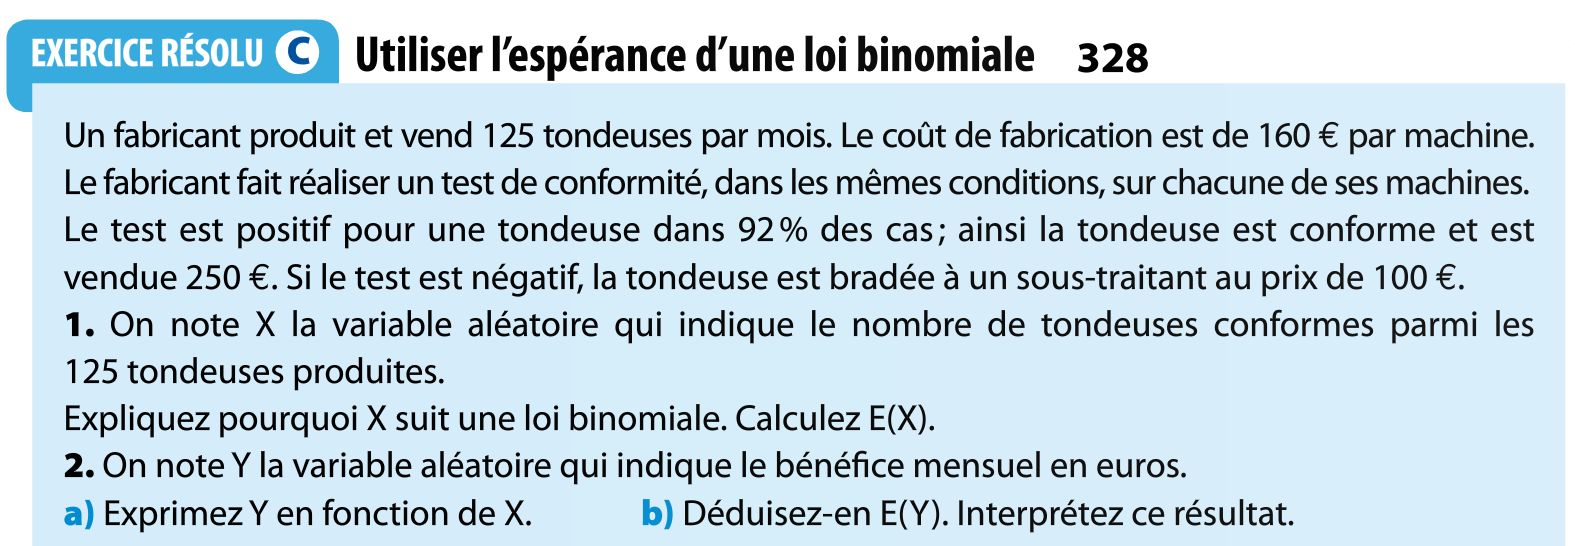 EXERCICE RÉSOLU C Utiliser l'espérance d'une loi binomiale 328
Un fabricant produit et vend 125 tondeuses par mois. Le coût de fabrication est de 160 € par machine.
Le fabricant fait réaliser un test de conformité, dans les mêmes conditions, sur chacune de ses machines.
Le test est positif pour une tondeuse dans 92 % des cas ; ainsi la tondeuse est conforme et est
vendue 250 €. Si le test est négatif, la tondeuse est bradée à un sous-traitant au prix de 100 €.
1. On note X la variable aléatoire qui indique le nombre de tondeuses conformes parmi les
125 tondeuses produites.
Expliquez pourquoi X suit une loi binomiale. Calculez E(X).
2. On note Y la variable aléatoire qui indique le bénéfice mensuel en euros.
a) Exprimez Y en fonction de X. b) Déduisez-en E(Y). Interprétez ce résultat.